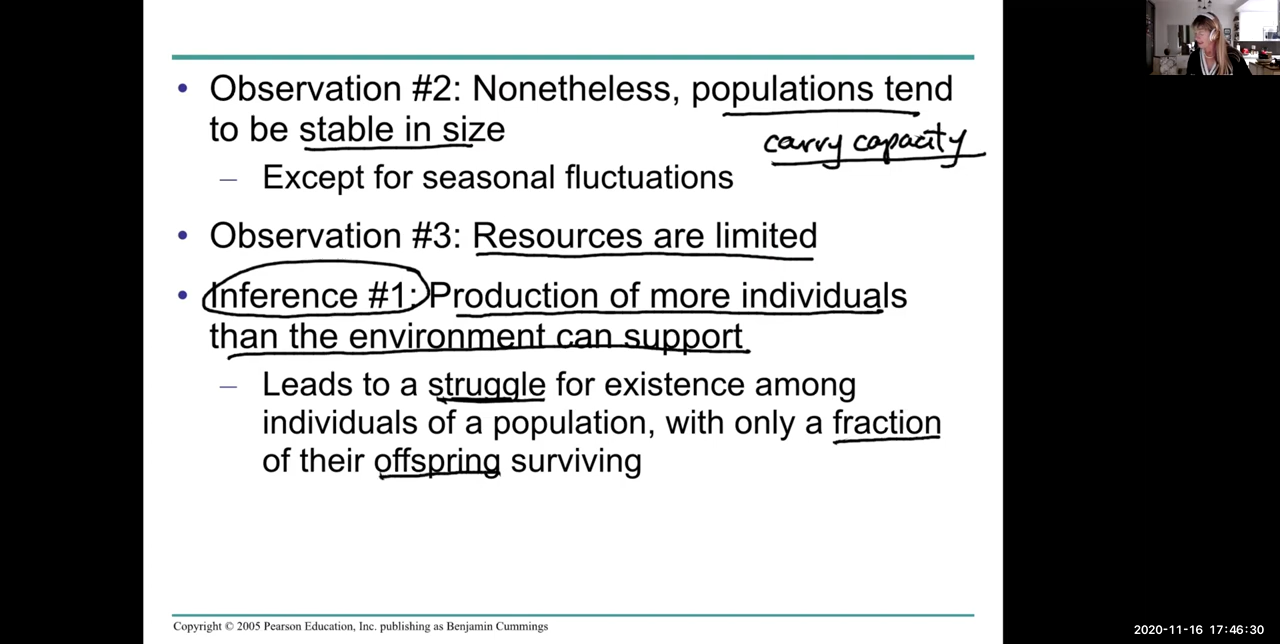 • Observation #2: Nonetheless, populations tend
to be stable in size
carry capacity
– Except for seasonal fluctuations
• Observation #3: Resources are limited
• Inference #1: Production of more individuals
than the environment can support
– Leads to a struggle for existence among
individuals of a population, with only a fraction
of their offspring surviving
Copyright © 2005 Pearson Education, Inc. publishing as Benjamin Cummings
2020-11-16 17:46:30